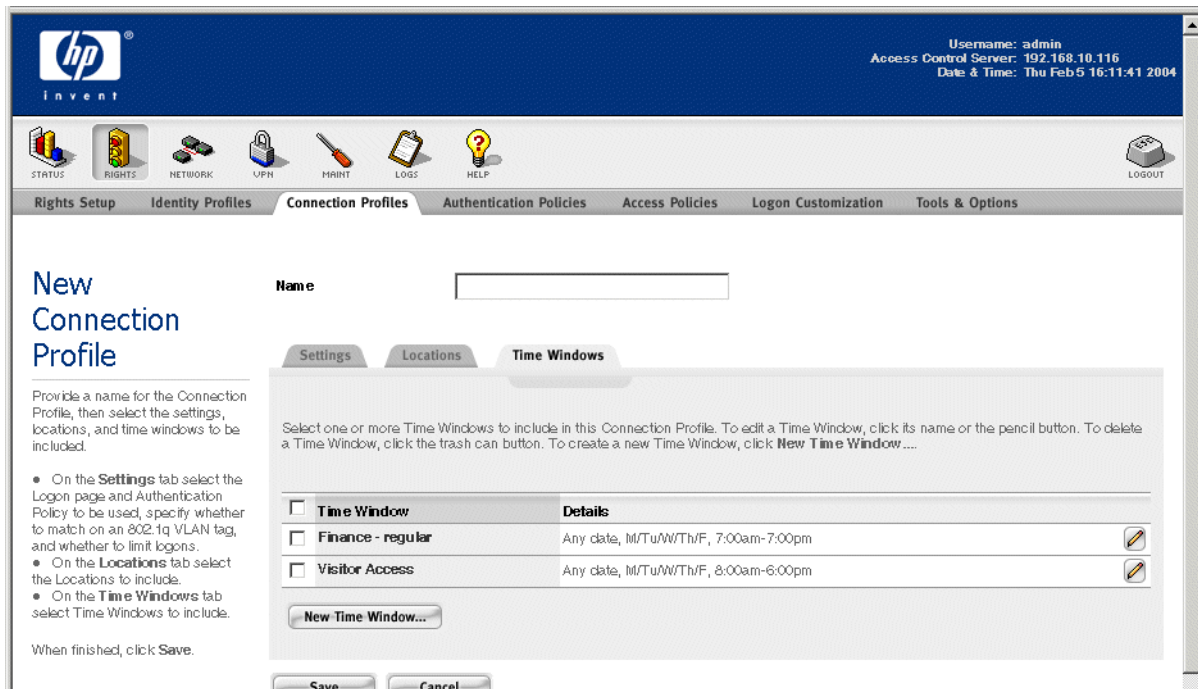 hp
®
invent
Username: admin
Access Control Server: 192.168.10.116
Date & Time: Thu Feb 5 16:11:41 2004
STATUS
RIGHTS
NETWORK
VPN
MAINT
LOGS
HELP
LOGOUT
Rights Setup
Identity Profiles
Connection Profiles
Authentication Policies
Access Policies
Logon Customization
Tools & Options
New
Connection
Profile
Provide a name for the Connection
Profile, then select the settings,
locations, and time windows to be
included.
• On the Settings tab select the
Logon page and Authentication
Policy to be used, specify whether
to match on an 802.1q VLAN tag,
and whether to limit logons.
• On the Locations tab select
the Locations to include.
• On the Time Windows tab
select Time Windows to include.
When finished, click Save.
Name
Settings
Locations
Time Windows
Select one or more Time Windows to include in this Connection Profile. To edit a Time Window, click its name or the pencil button. To delete
a Time Window, click the trash can button. To create a new Time Window, click New Time Window....
Time Window Details
Finance - regular Any date, M/Tu/W/Th/F, 7:00am-7:00pm
Visitor Access Any date, M/Tu/W/Th/F, 8:00am-6:00pm
New Time Window...
Save
Cancel